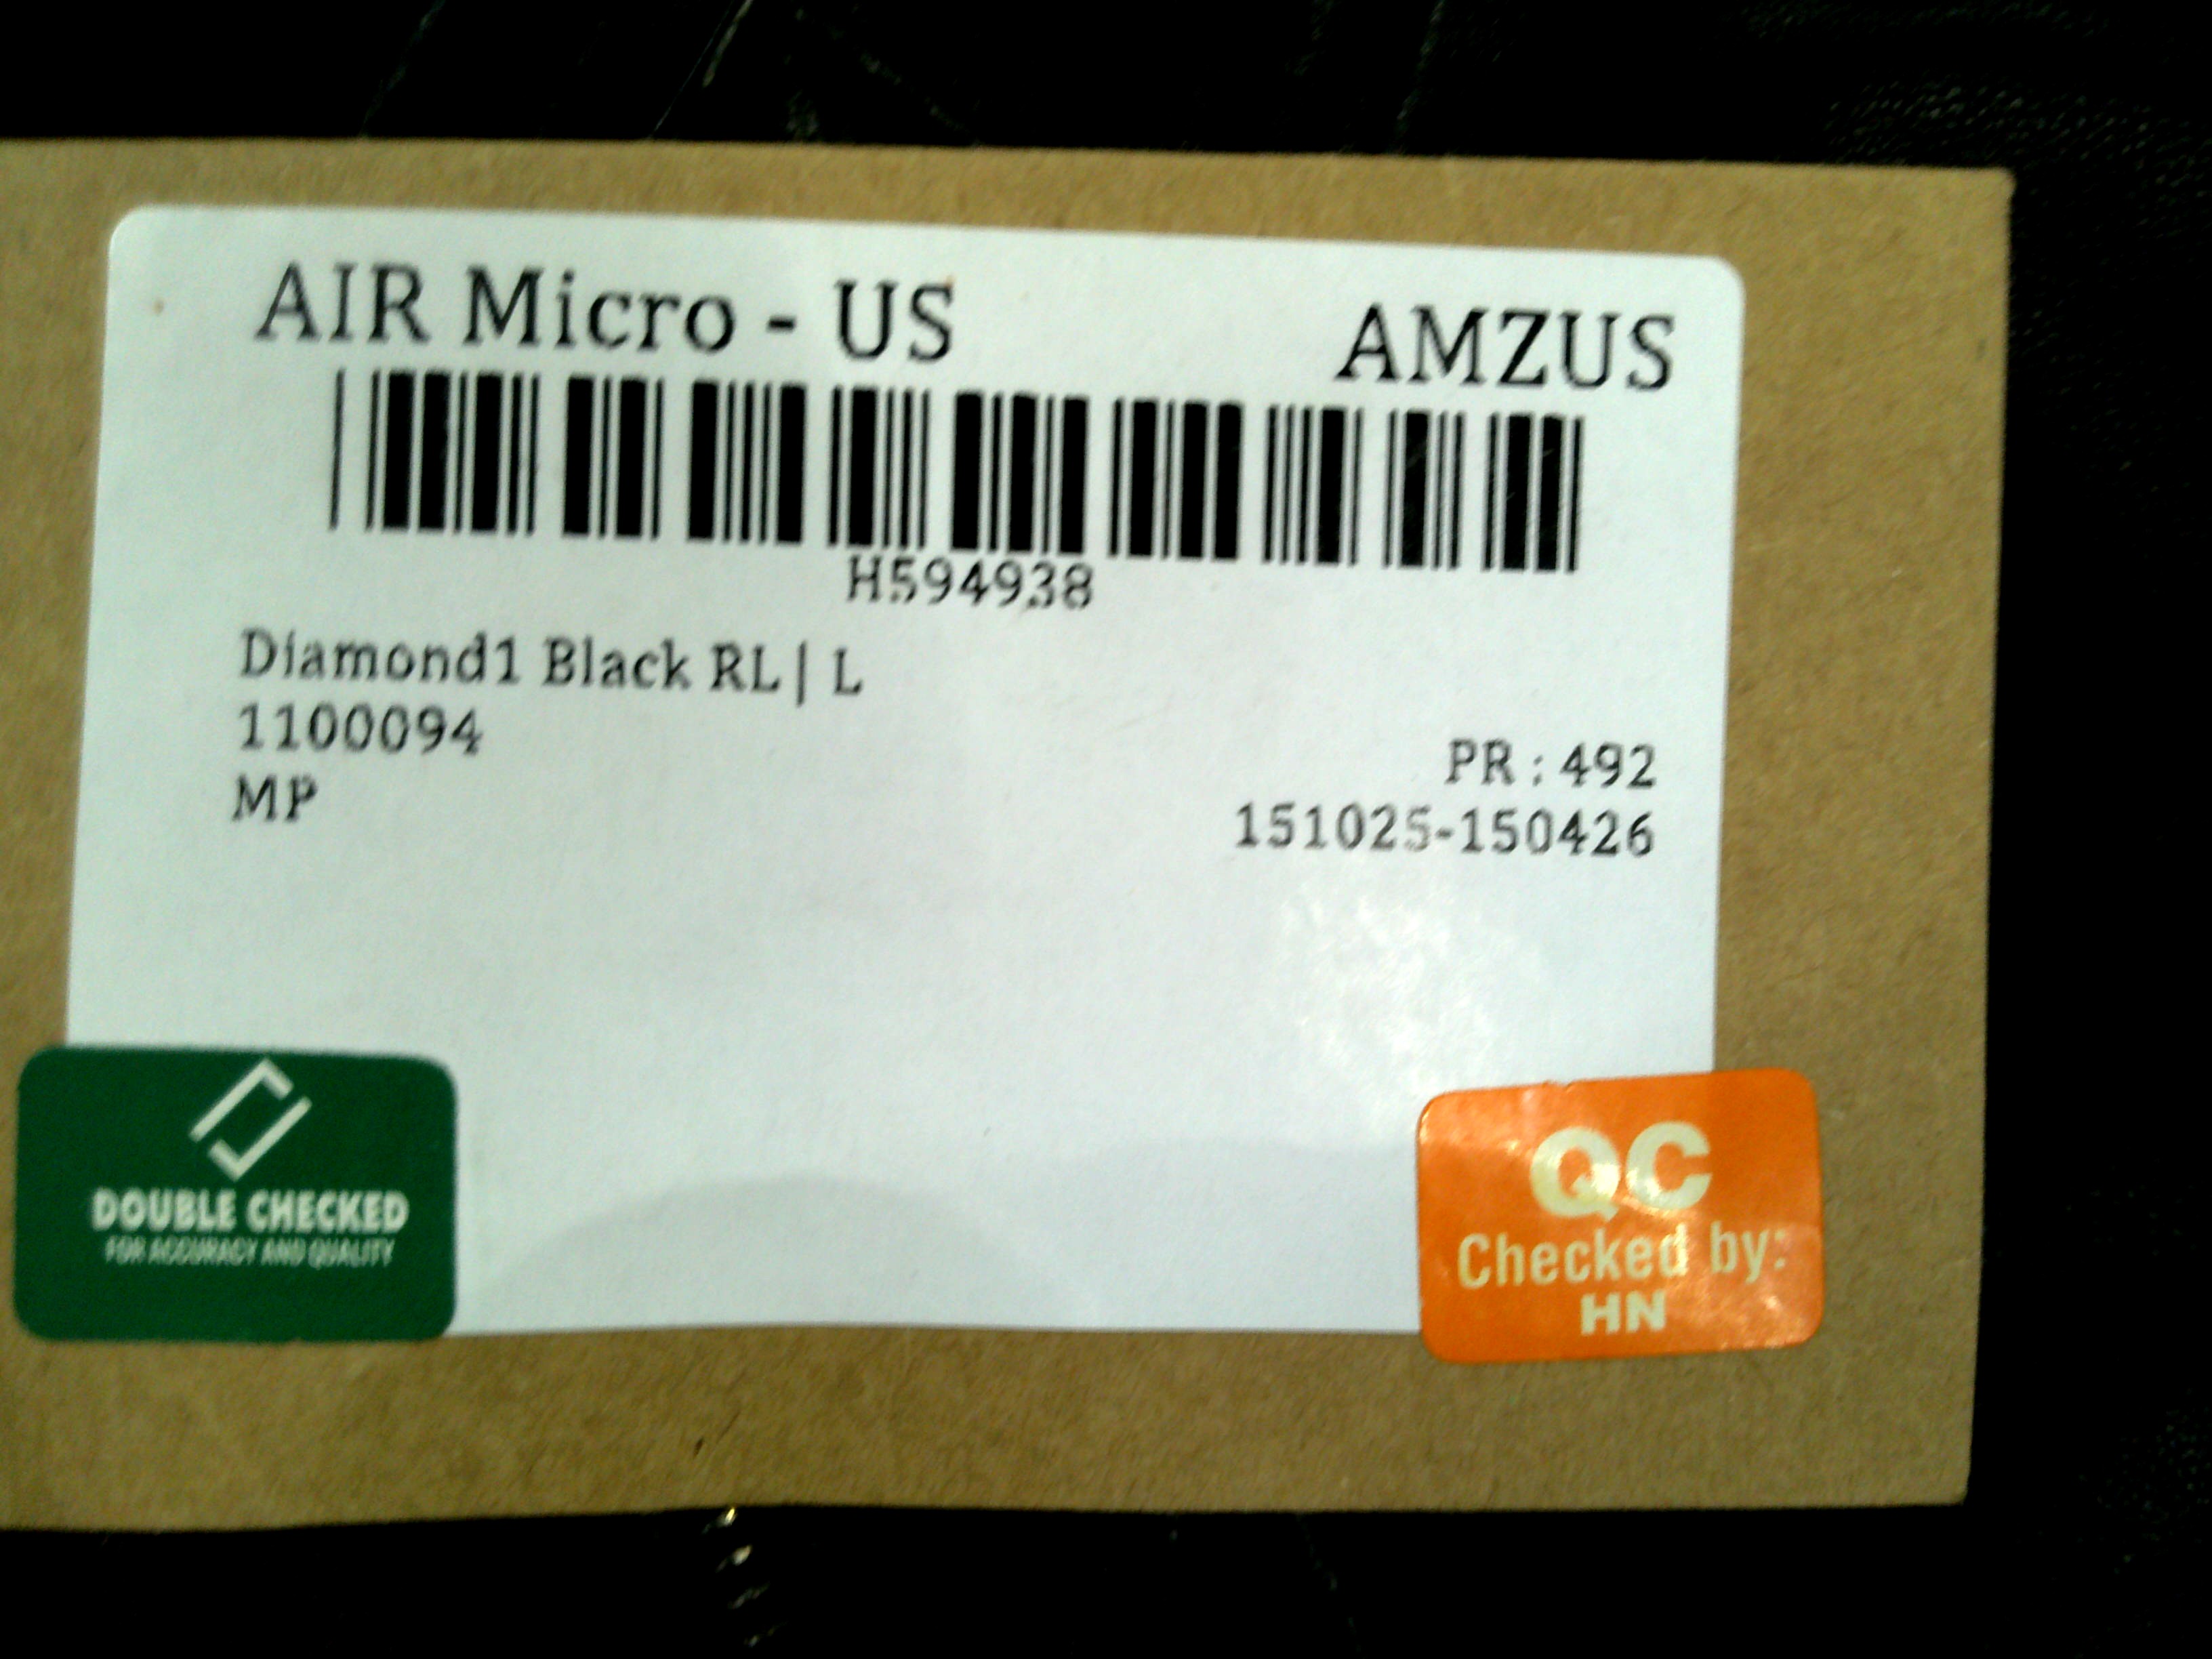 AIR Micro - US AMZUS
H594938
Diamond1 Black RL| L
1100094
PR : 492
MP
151025-150426
DOUBLE CHECKED
FOR ACCURACY AND QUALITY
QC
Checked by:
HN